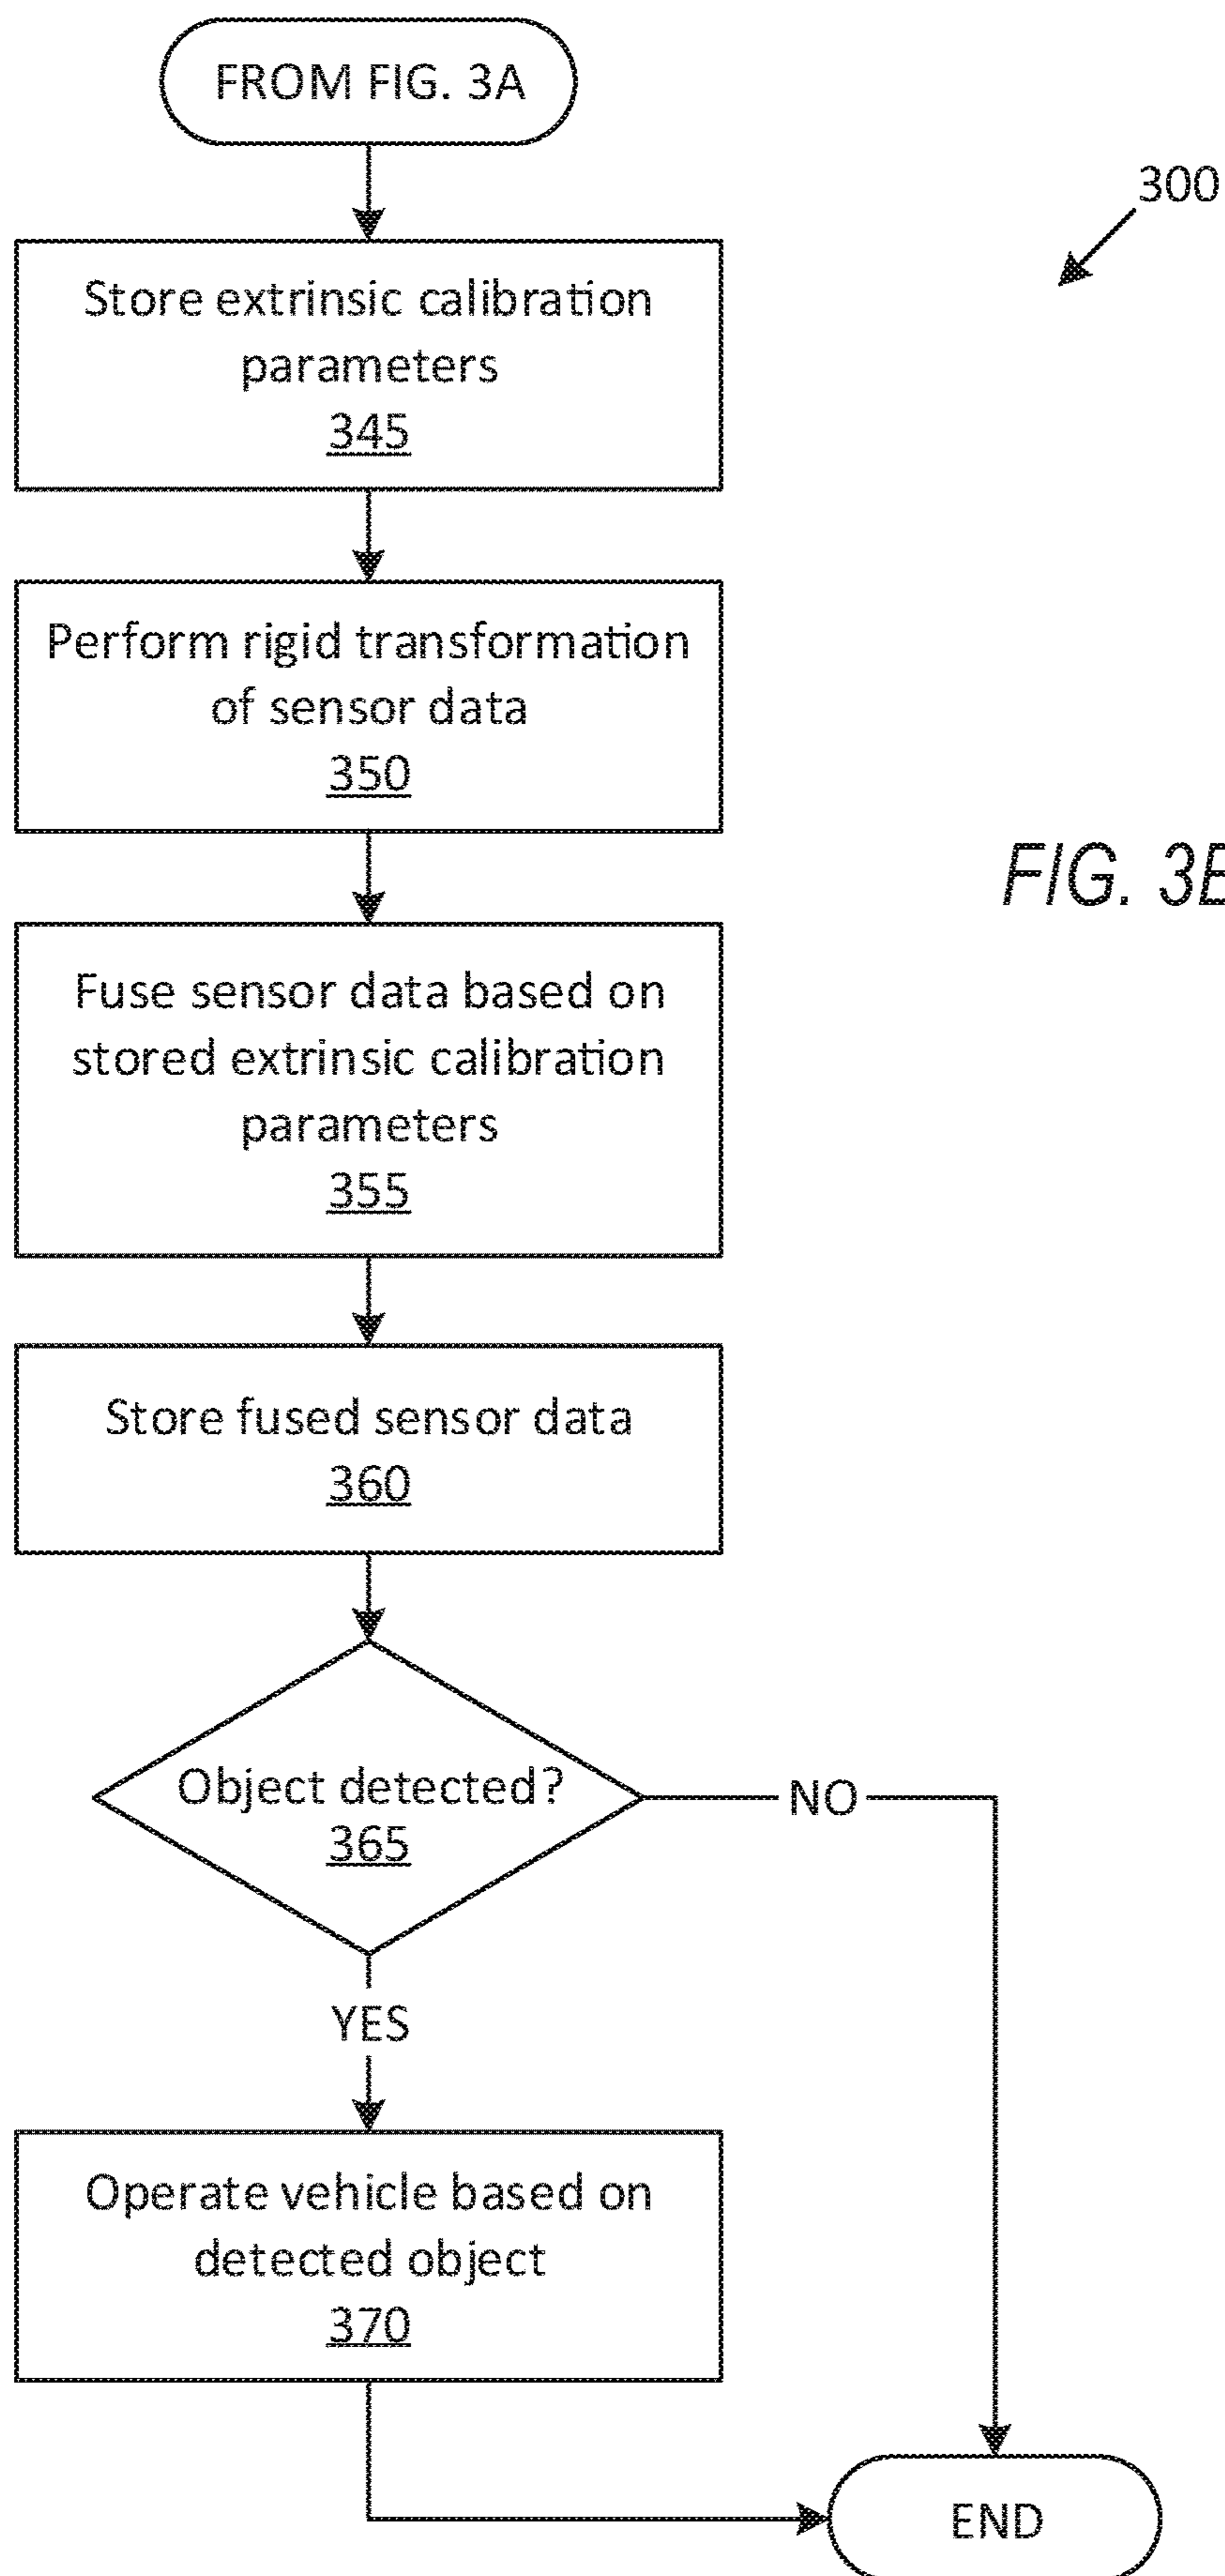 FROM FIG. 3A
300
Store extrinsic calibration
parameters
345
Perform rigid transformation
of sensor data
350
FIG. 3B
Fuse sensor data based on
stored extrinsic calibration
parameters
355
Store fused sensor data
360
Object detected?
365
NO
YES
Operate vehicle based on
detected object
370
END